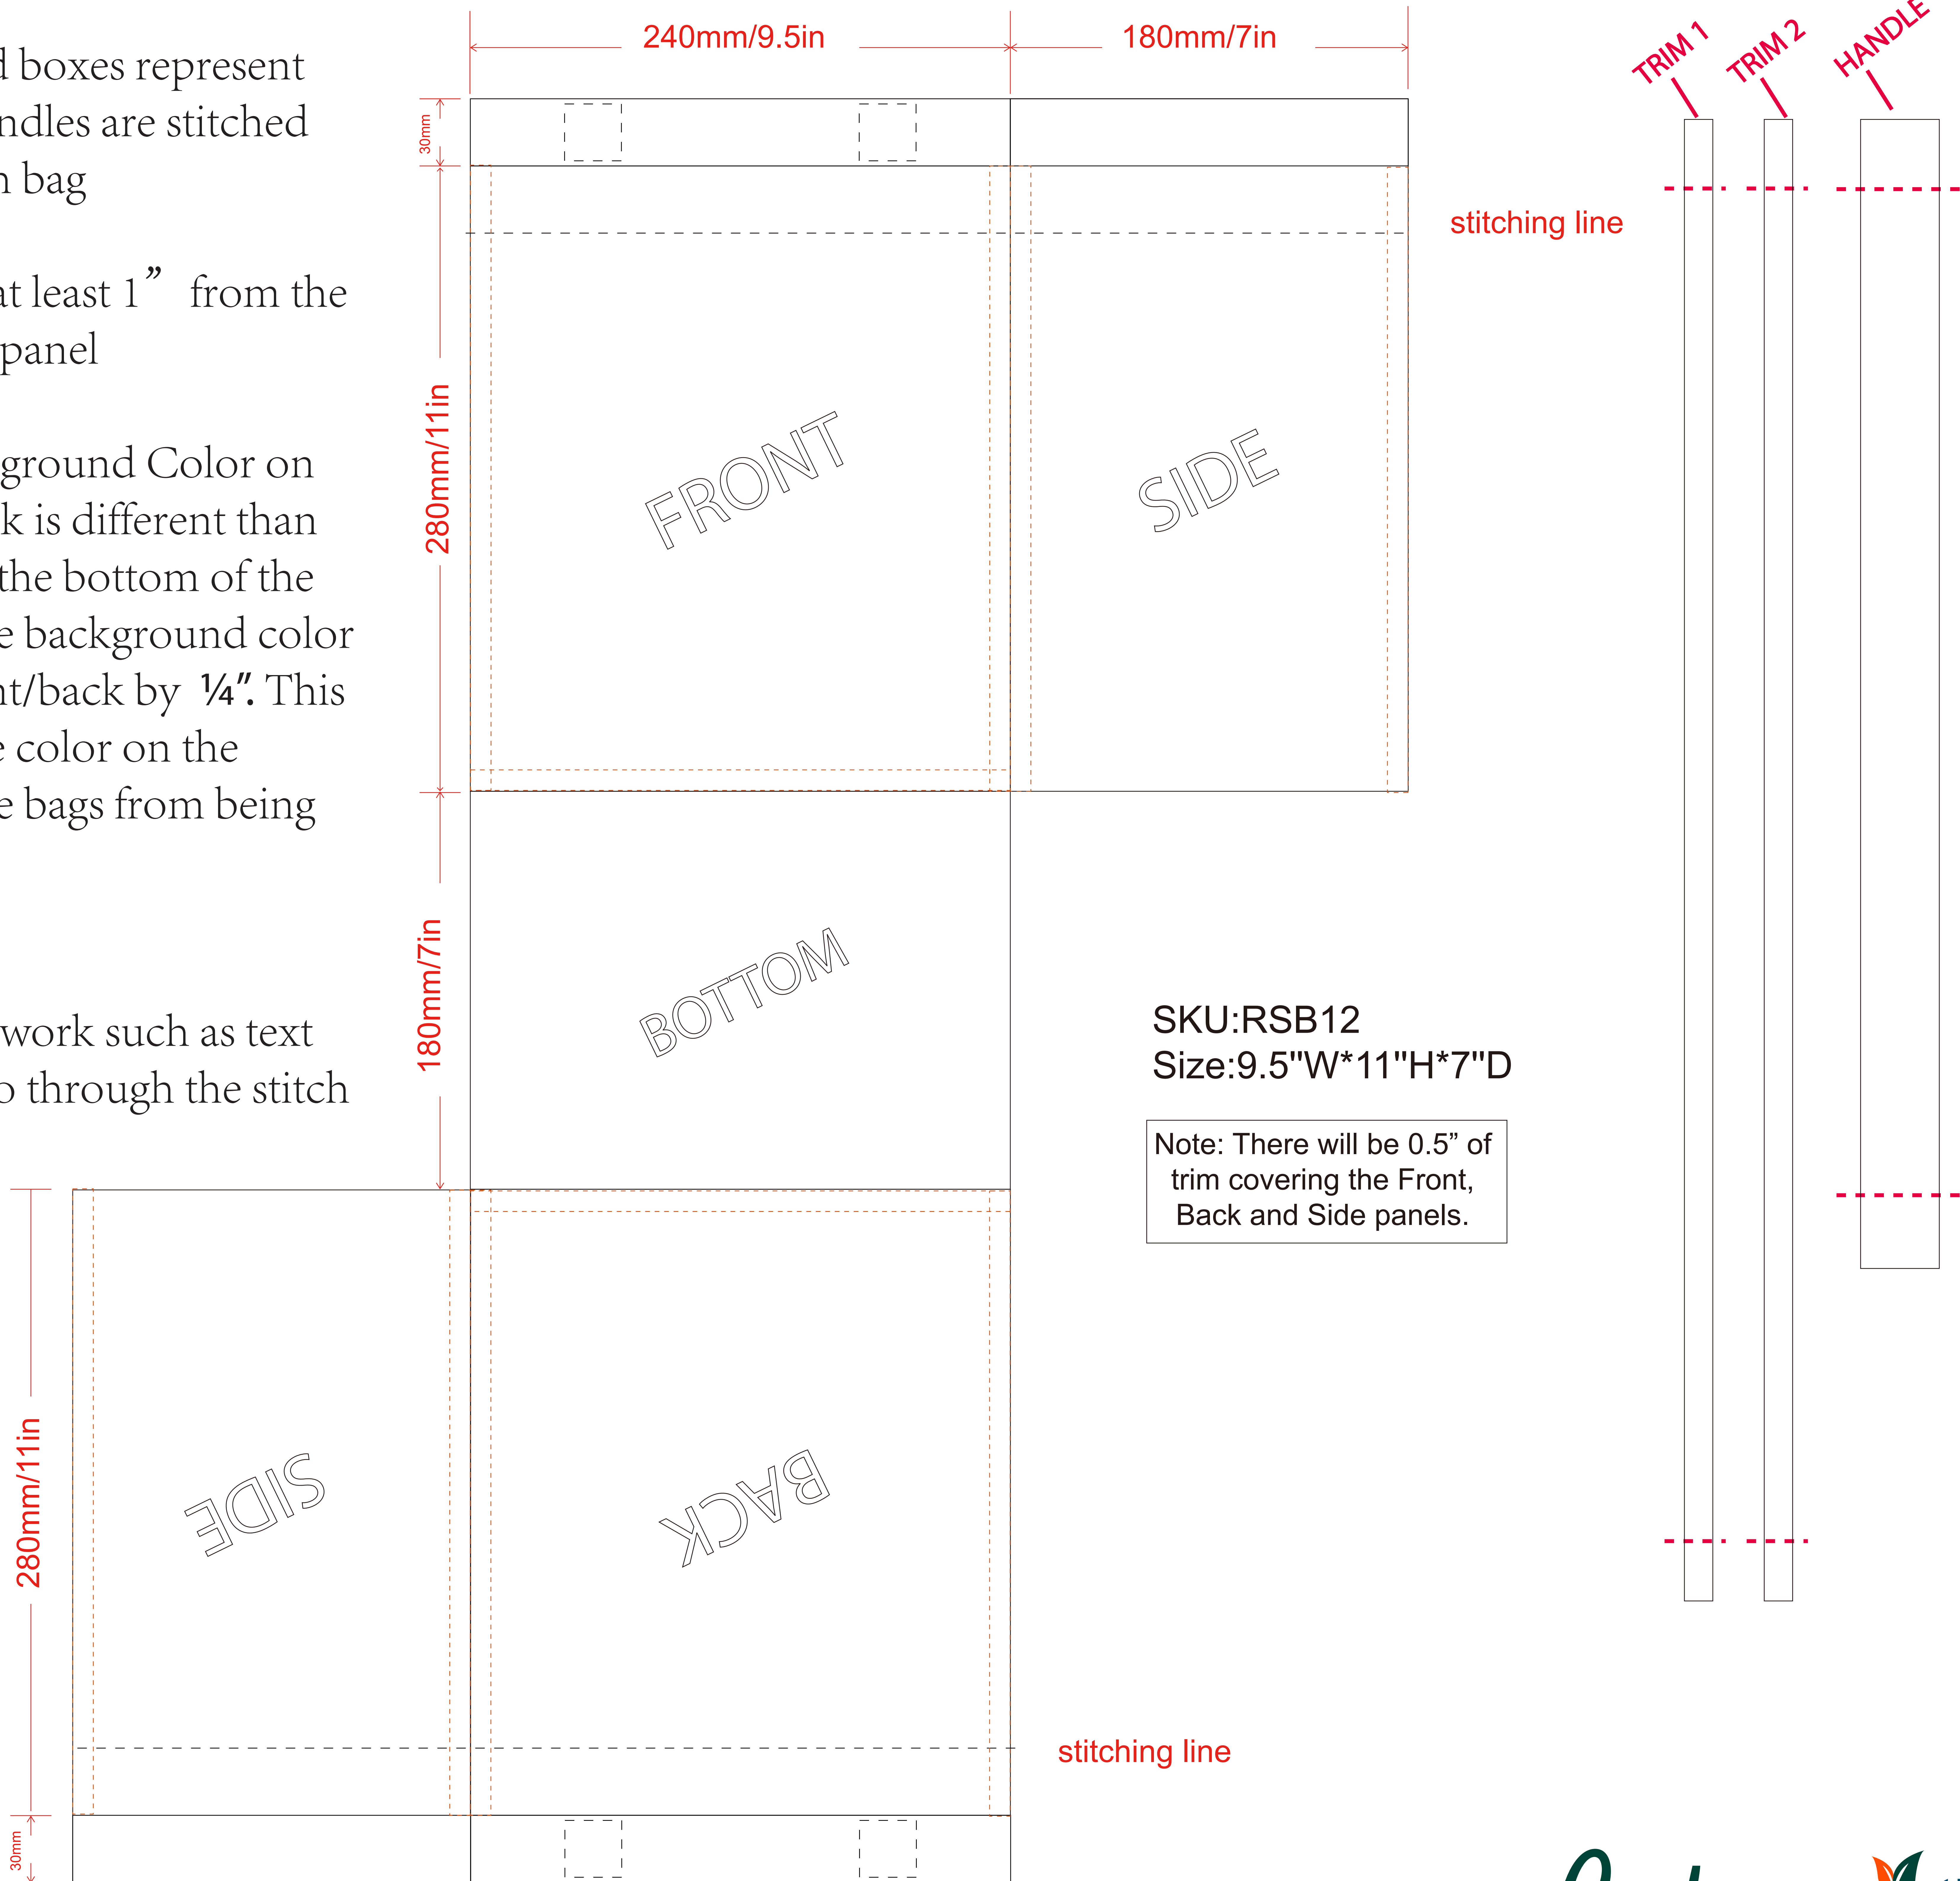 boxes represent
ndles are stitched
n bag
at least 1” from the
panel
ground Color on
k is different than
the bottom of the
e background color
nt/back by ¼”. This
e color on the
e bags from being
work such as text
o through the stitch
240mm/9.5in
180mm/7in
30mm
280mm/11in
FRONT
SIDE
stitching line
180mm/7in
BOTTOM
SKU:RSB12
Size:9.5"W*11"H*7"D
Note: There will be 0.5” of
trim covering the Front,
Back and Side panels.
280mm/11in
SIDE
BACK
stitching line
30mm
TRIM 1
TRIM 2
HANDLE